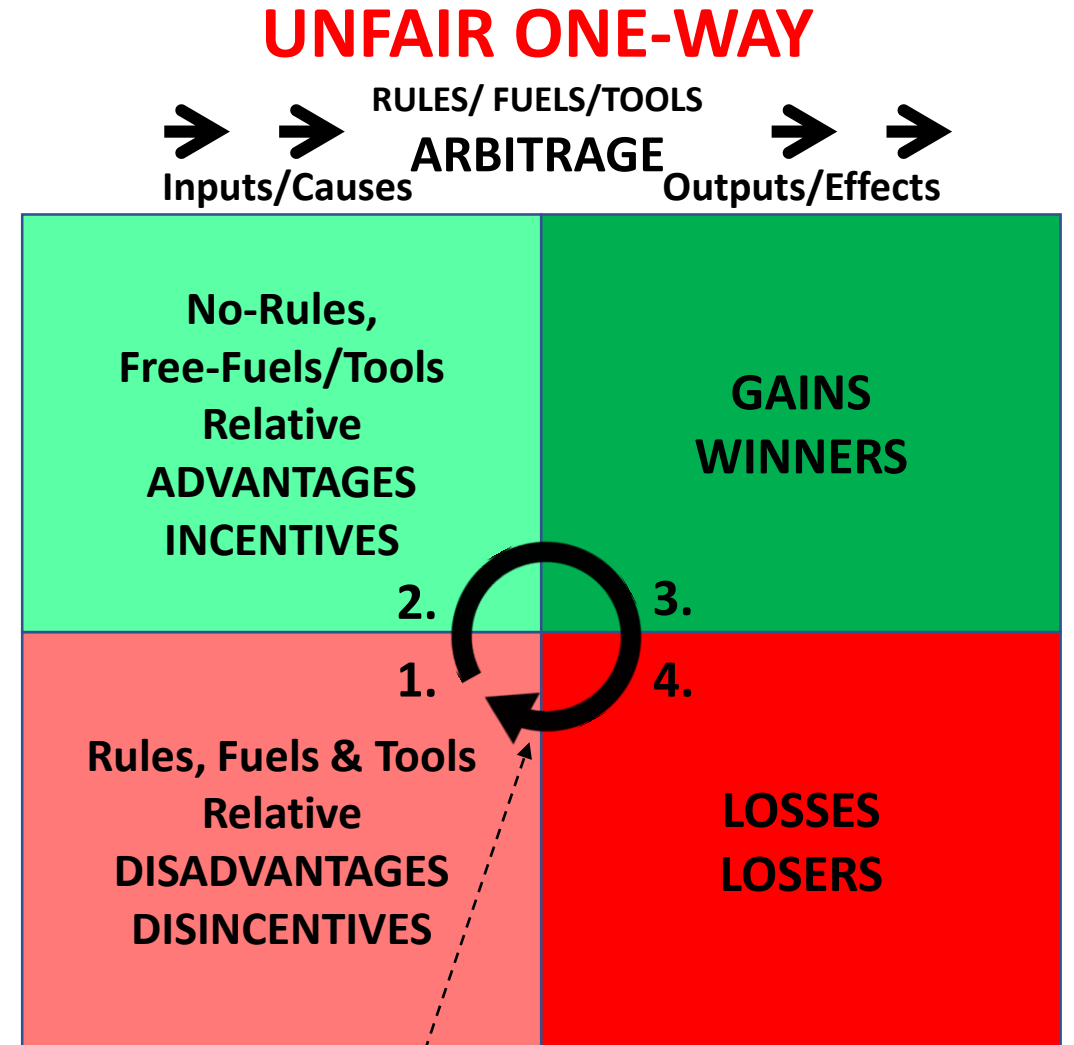 UNFAIR ONE-WAY
RULES/ FUELS/TOOLS
ARBITRAGE
Inputs/Causes
Outputs/Effects
No-Rules,
Free-Fuels/Tools
Relative
ADVANTAGES
INCENTIVES
2.
GAINS
WINNERS
3.
1.
Rules, Fuels & Tools
Relative
DISADVANTAGES
DISINCENTIVES
4.
LOSSES
LOSERS